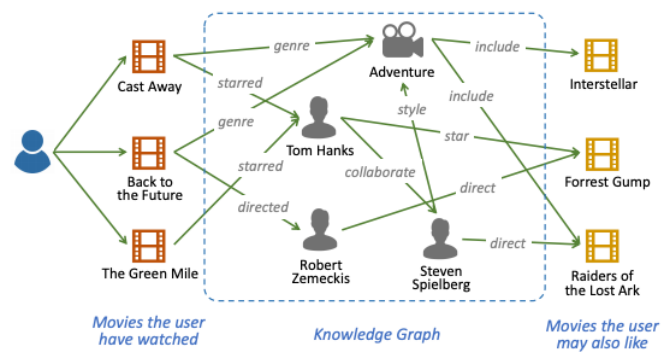 genre
include
Cast Away
Adventure
Interstellar
starred
style
include
genre
Tom Hanks
star
Back to
the Future
starred
collaborate
Forrest Gump
directed
direct
The Green Mile
Robert
Zemeckis
Steven
Spielberg
direct
Raiders of
the Lost Ark
Movies the user
have watched
Knowledge Graph
Movies the user
may also like